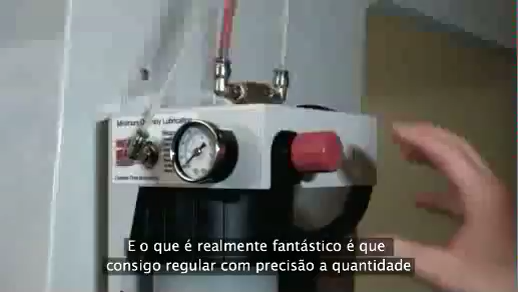 Minimum Quantity Lubrication
E o que é realmente fantástico é que
consigo regular com precisão a quantidade